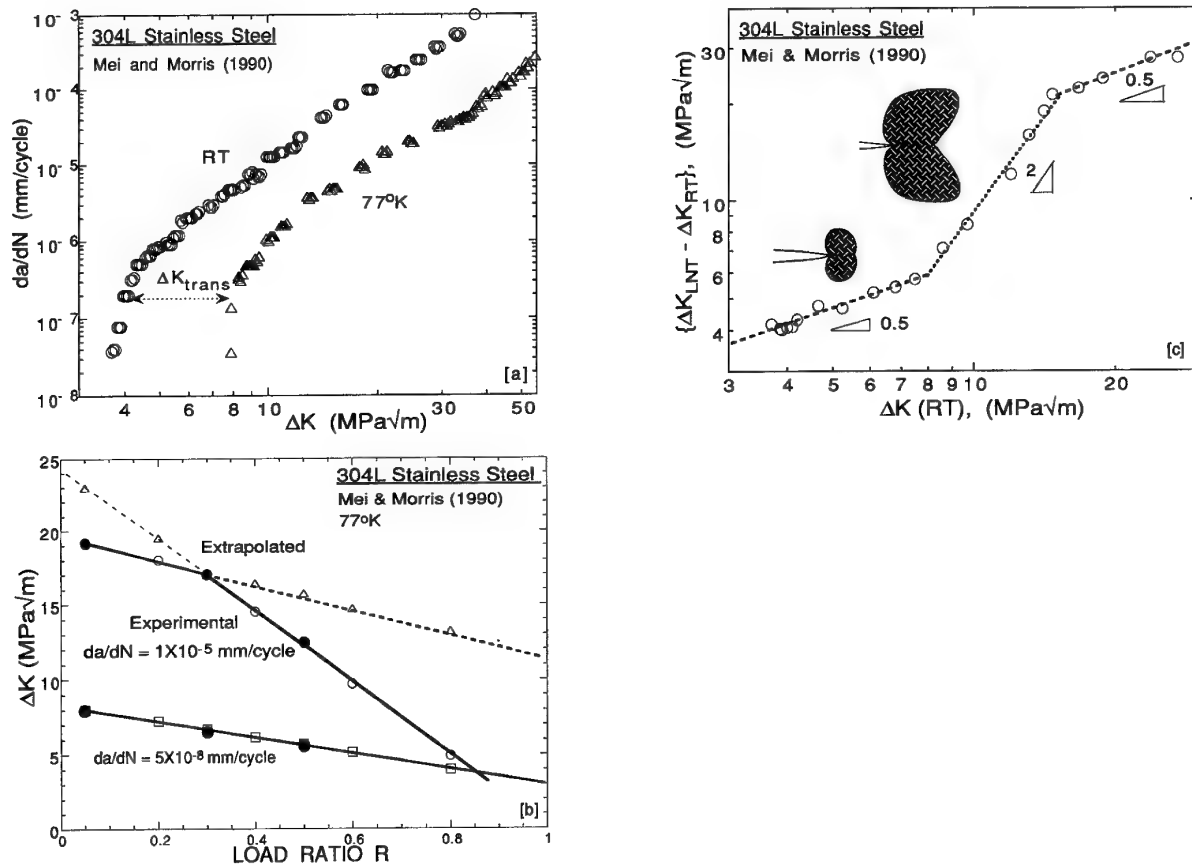 304L Stainless Steel
Mei and Morris (1990)
da/dN (mm/cycle)
10⁻³
10⁻⁴
10⁻⁵
10⁻⁶
10⁻⁷
10⁻⁸
RT
77°K
ΔK_trans
[a]
4 6 8 10 20 30 50
ΔK (MPa√m)
304L Stainless Steel
Mei & Morris (1990)
{ΔK_LNT - ΔK_RT}, (MPa√m)
30
10
8
6
4
0.5
2
0.5
[c]
3 4 5 6 7 8 9 10 20
ΔK (RT), (MPa√m)
304L Stainless Steel
Mei & Morris (1990)
77ᵒK
ΔK (MPa√m)
25
20
15
10
5
0
Extrapolated
Experimental
da/dN = 1X10⁻⁵ mm/cycle
da/dN = 5X10⁻⁸ mm/cycle
[b]
0 0.2 0.4 0.6 0.8 1
LOAD RATIO R